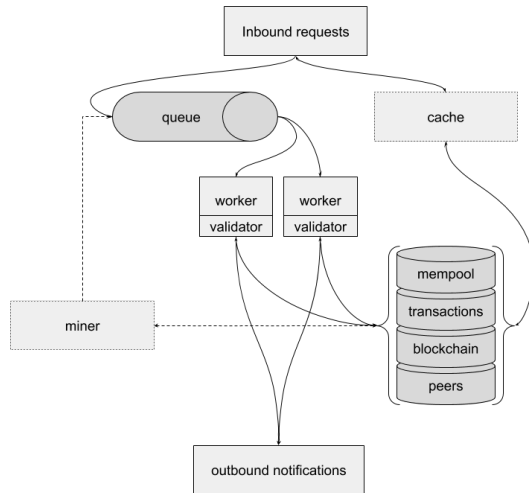 Inbound requests
queue
cache
worker
worker
validator
validator
mempool
transactions
miner
blockchain
peers
outbound notifications